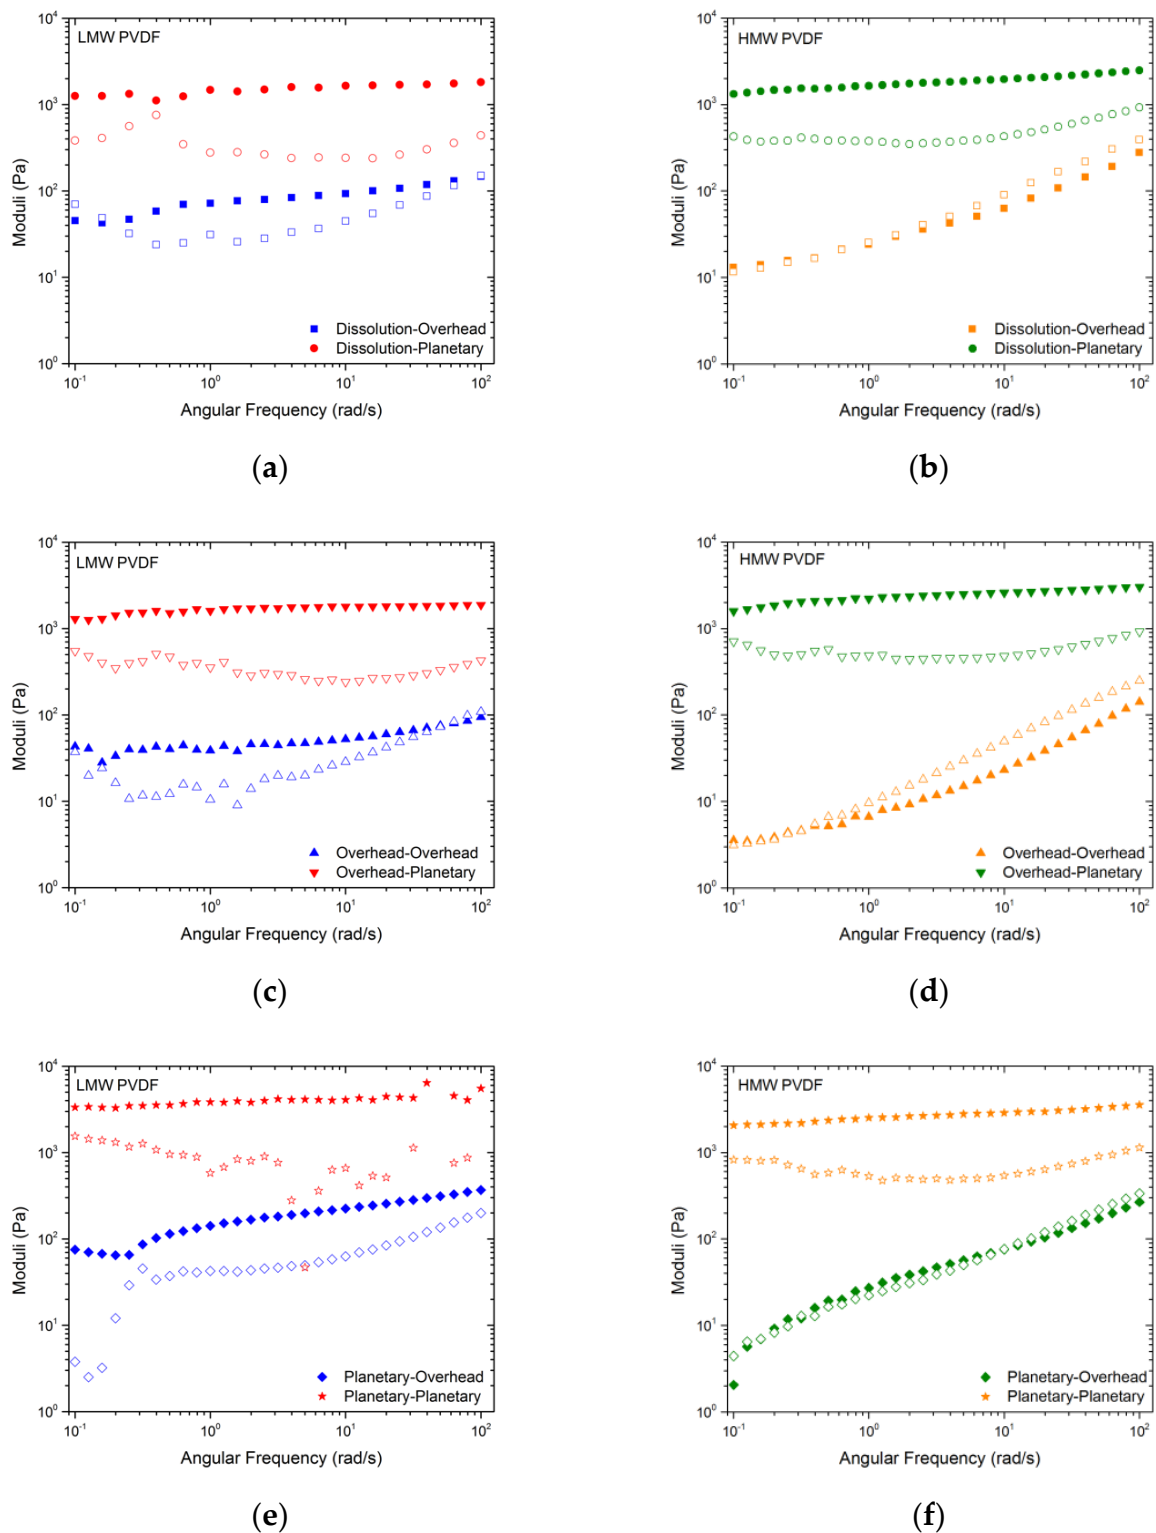 LMW PVDF
Moduli (Pa)
10⁴
10³
10²
10¹
10⁰
Dissolution-Overhead
Dissolution-Planetary
10⁻¹ 10⁰ 10¹ 10²
Angular Frequency (rad/s)
(a)
HMW PVDF
Moduli (Pa)
10⁴
10³
10²
10¹
10⁰
Dissolution-Overhead
Dissolution-Planetary
10⁻¹ 10⁰ 10¹ 10²
Angular Frequency (rad/s)
(b)
LMW PVDF
Moduli (Pa)
10⁴
10³
10²
10¹
10⁰
Overhead-Overhead
Overhead-Planetary
10⁻¹ 10⁰ 10¹ 10²
Angular Frequency (rad/s)
(c)
HMW PVDF
Moduli (Pa)
10⁴
10³
10²
10¹
10⁰
Overhead-Overhead
Overhead-Planetary
10⁻¹ 10⁰ 10¹ 10²
Angular Frequency (rad/s)
(d)
LMW PVDF
Moduli (Pa)
10⁴
10³
10²
10¹
10⁰
Planetary-Overhead
Planetary-Planetary
10⁻¹ 10⁰ 10¹ 10²
Angular Frequency (rad/s)
(e)
HMW PVDF
Moduli (Pa)
10⁴
10³
10²
10¹
10⁰
Planetary-Overhead
Planetary-Planetary
10⁻¹ 10⁰ 10¹ 10²
Angular Frequency (rad/s)
(f)